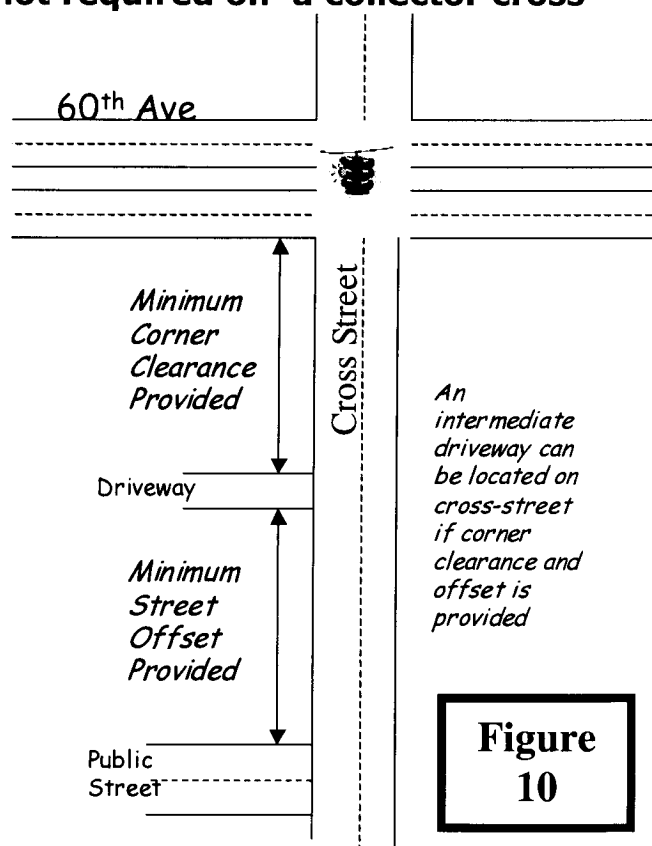 not required on a collector cross
60th Ave
Cross Street
Minimum
Corner
Clearance
Provided
Driveway
An
intermediate
driveway can
be located on
cross-street
if corner
clearance and
offset is
provided
Minimum
Street
Offset
Provided
Public
Street
Figure
10